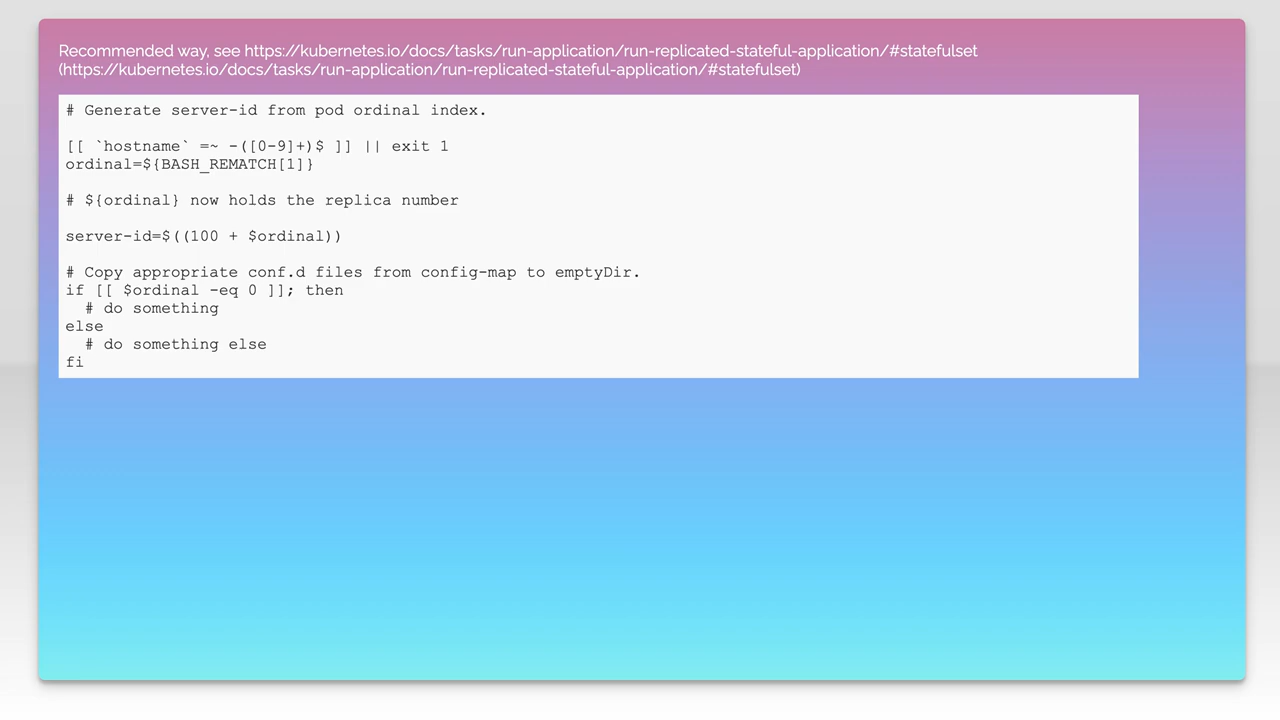 Recommended way, see https://kubernetes.io/docs/tasks/run-application/run-replicated-stateful-application/#statefulset
(https://kubernetes.io/docs/tasks/run-application/run-replicated-stateful-application/#statefulset)
# Generate server-id from pod ordinal index.
[[ `hostname` =~ -([0-9]+)$ ]] || exit 1
ordinal=${BASH_REMATCH[1]}
# ${ordinal} now holds the replica number
server-id=$((100 + $ordinal))
# Copy appropriate conf.d files from config-map to emptyDir.
if [[ $ordinal -eq 0 ]]; then
  # do something
else
  # do something else
fi